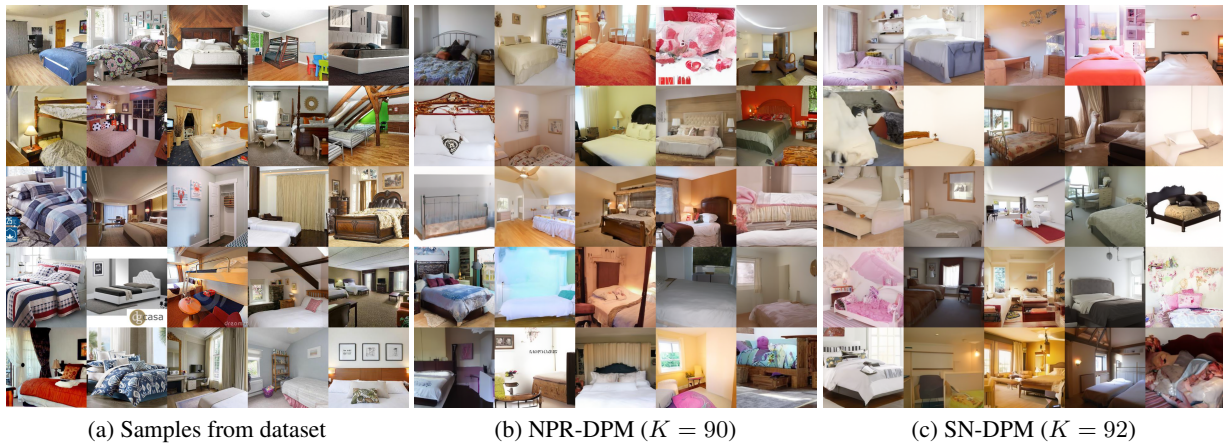 casa
(a) Samples from dataset
(b) NPR-DPM (K = 90)
(c) SN-DPM (K = 92)